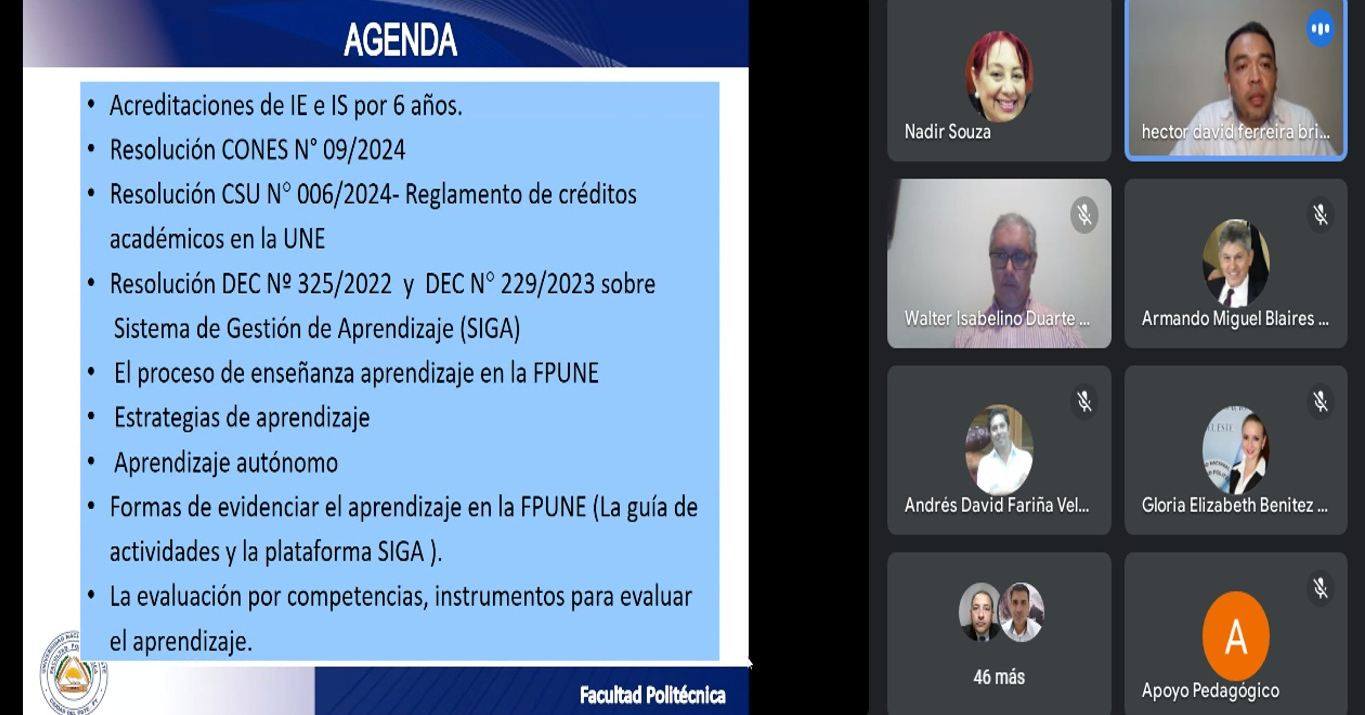 AGENDA
• Acreditaciones de IE e IS por 6 años.
• Resolución CONES N° 09/2024
• Resolución CSU N° 006/2024- Reglamento de créditos
académicos en la UNE
• Resolución DEC Nº 325/2022 y DEC N° 229/2023 sobre
Sistema de Gestión de Aprendizaje (SIGA)
• El proceso de enseñanza aprendizaje en la FPUNE
• Estrategias de aprendizaje
• Aprendizaje autónomo
• Formas de evidenciar el aprendizaje en la FPUNE (La guía de
actividades y la plataforma SIGA ).
• La evaluación por competencias, instrumentos para evaluar
el aprendizaje.
Facultad Politécnica
Nadir Souza
hector david ferreira bri...
Walter Isabelino Duarte ...
Armando Miguel Blaires ...
Andrés David Fariña Vel...
Gloria Elizabeth Benitez ...
46 más
A
Apoyo Pedagógico